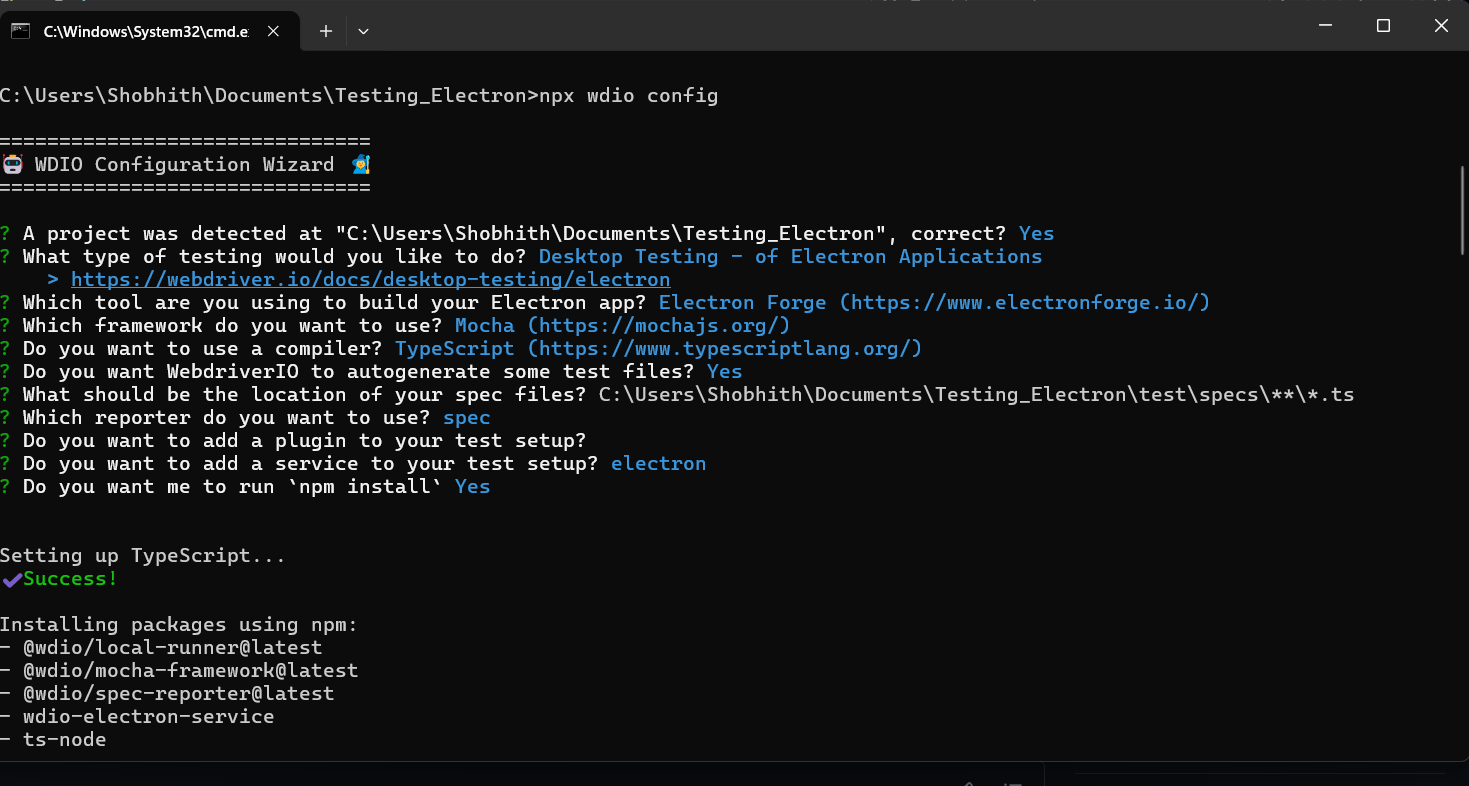 C:\Windows\System32\cmd.e
C:\Users\Shobhith\Documents\Testing_Electron>npx wdio config
===============================
🤖 WDIO Configuration Wizard 🧙
===============================
? A project was detected at "C:\Users\Shobhith\Documents\Testing_Electron", correct? Yes
? What type of testing would you like to do? Desktop Testing - of Electron Applications
> https://webdriver.io/docs/desktop-testing/electron
? Which tool are you using to build your Electron app? Electron Forge (https://www.electronforge.io/)
? Which framework do you want to use? Mocha (https://mochajs.org/)
? Do you want to use a compiler? TypeScript (https://www.typescriptlang.org/)
? Do you want WebdriverIO to autogenerate some test files? Yes
? What should be the location of your spec files? C:\Users\Shobhith\Documents\Testing_Electron\test\specs\**\*.ts
? Which reporter do you want to use? spec
? Do you want to add a plugin to your test setup?
? Do you want to add a service to your test setup? electron
? Do you want me to run `npm install` Yes
Setting up TypeScript...
✔Success!
Installing packages using npm:
- @wdio/local-runner@latest
- @wdio/mocha-framework@latest
- @wdio/spec-reporter@latest
- wdio-electron-service
- ts-node